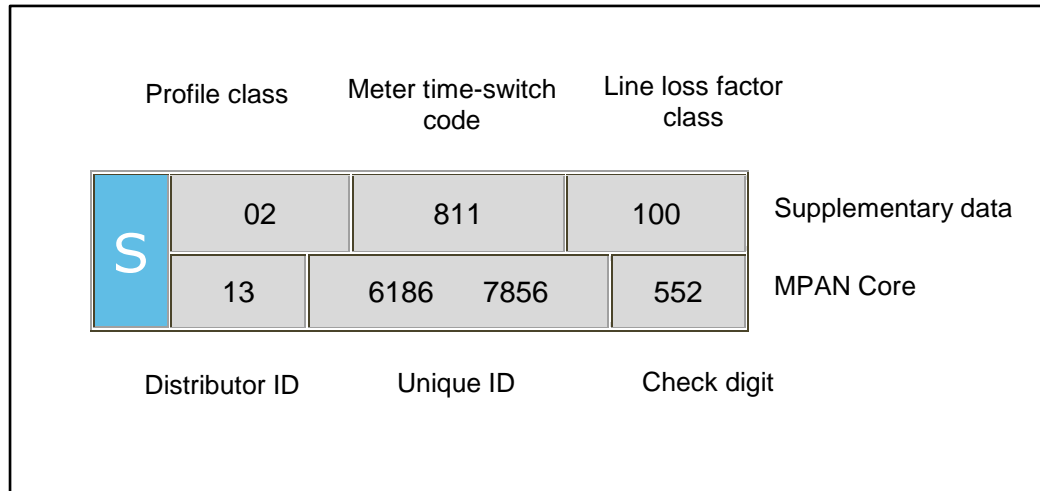 Profile class Meter time-switch code Line loss factor class
S
02 811 100 Supplementary data
13 6186 7856 552 MPAN Core
Distributor ID Unique ID Check digit